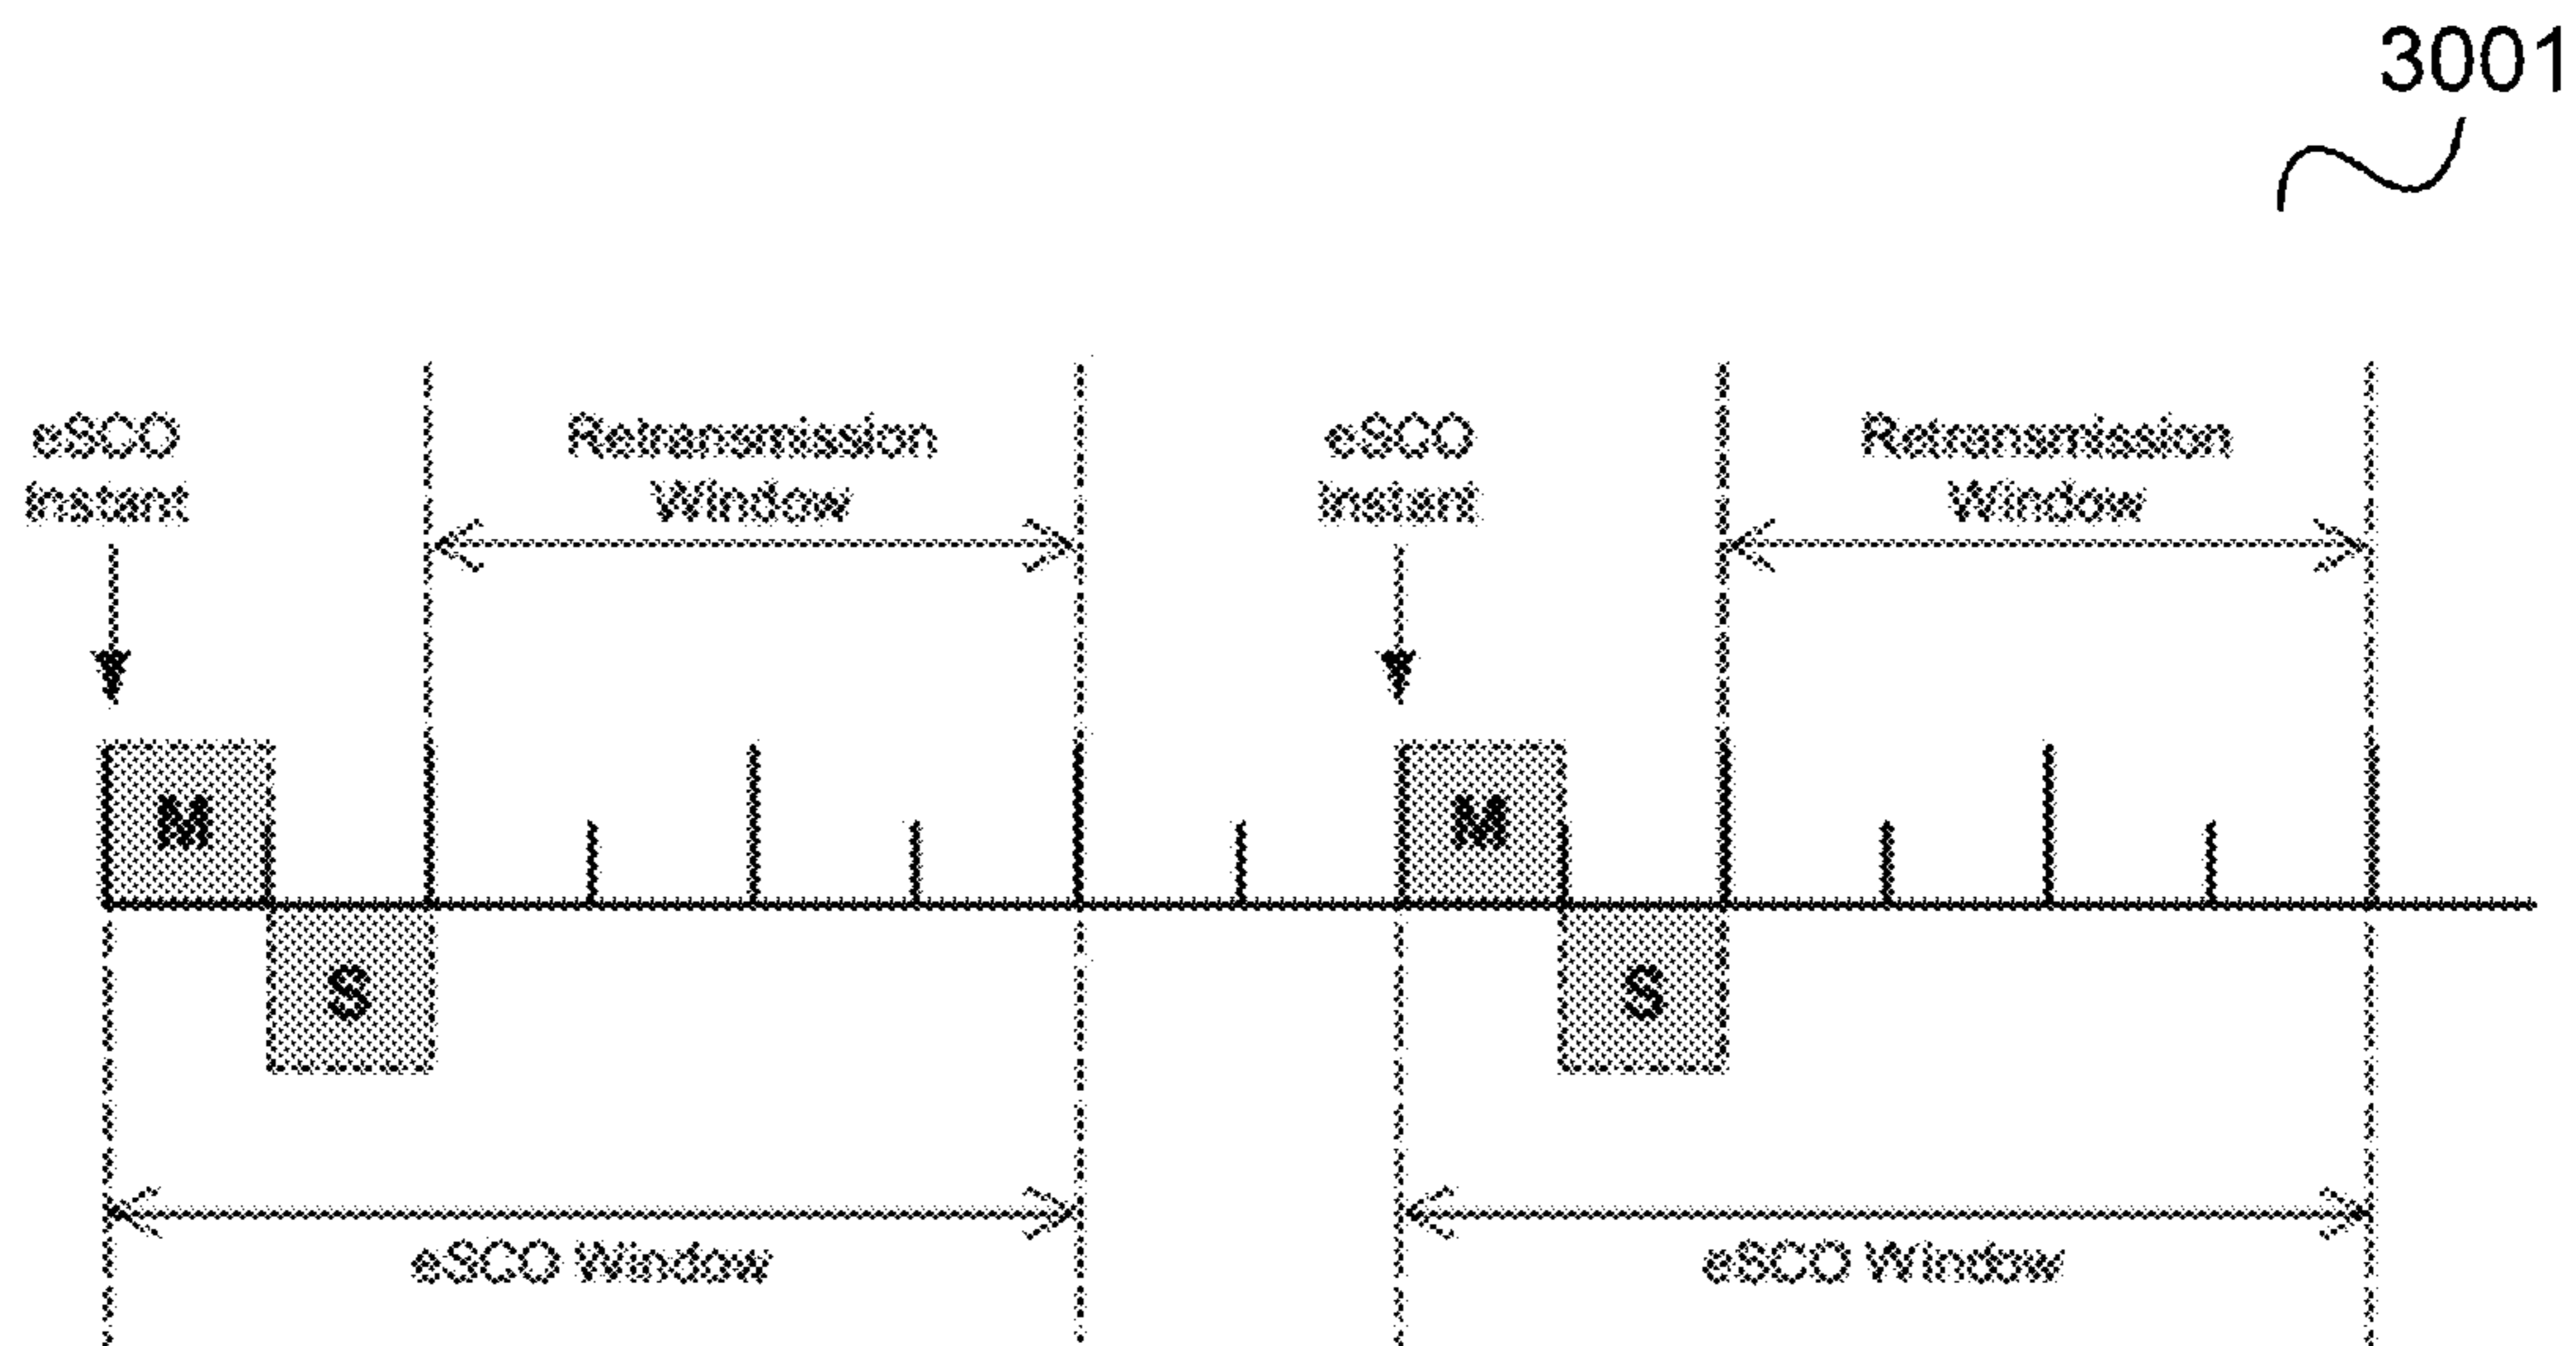 3001
eSCO
instant
Retransmission
Window
eSCO
instant
Retransmission
Window
M
M
S
S
eSCO Window
eSCO Window